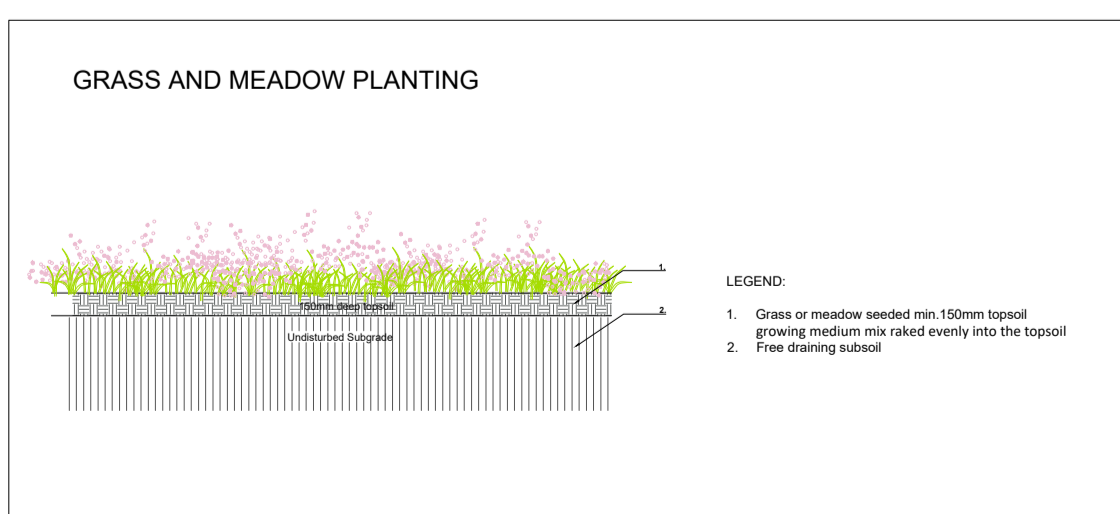 GRASS AND MEADOW PLANTING
1.
150mm deep topsoil
2.
Undisturbed Subgrade
LEGEND:
1. Grass or meadow seeded min.150mm topsoil
growing medium mix raked evenly into the topsoil
2. Free draining subsoil